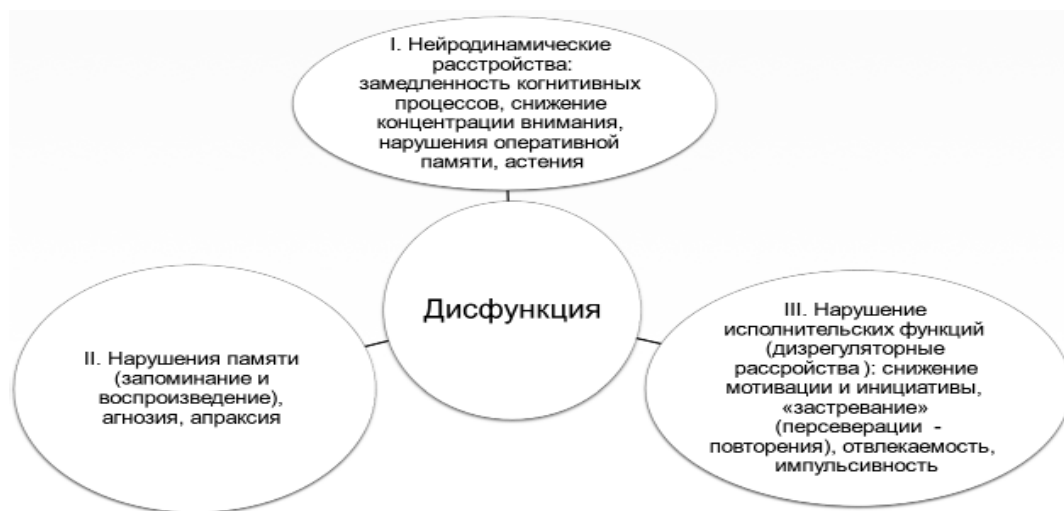 I. Нейродинамические
расстройства:
замедленность когнитивных
процессов, снижение
концентрации внимания,
нарушения оперативной
памяти, астения
Дисфункция
II. Нарушения памяти
(запоминание и
воспроизведение),
агнозия, апраксия
III. Нарушение
исполнительских функций
(дизрегуляторные
рассройства): снижение
мотивации и инициативы,
«застревание»
(персеверации -
повторения), отвлекаемость,
импульсивность